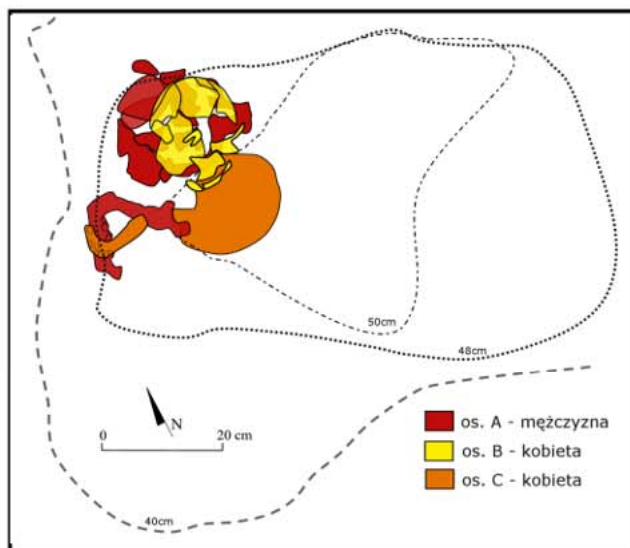 50cm
48cm
N
0 20 cm
os. A - mężczyzna
os. B - kobieta
os. C - kobieta
40cm